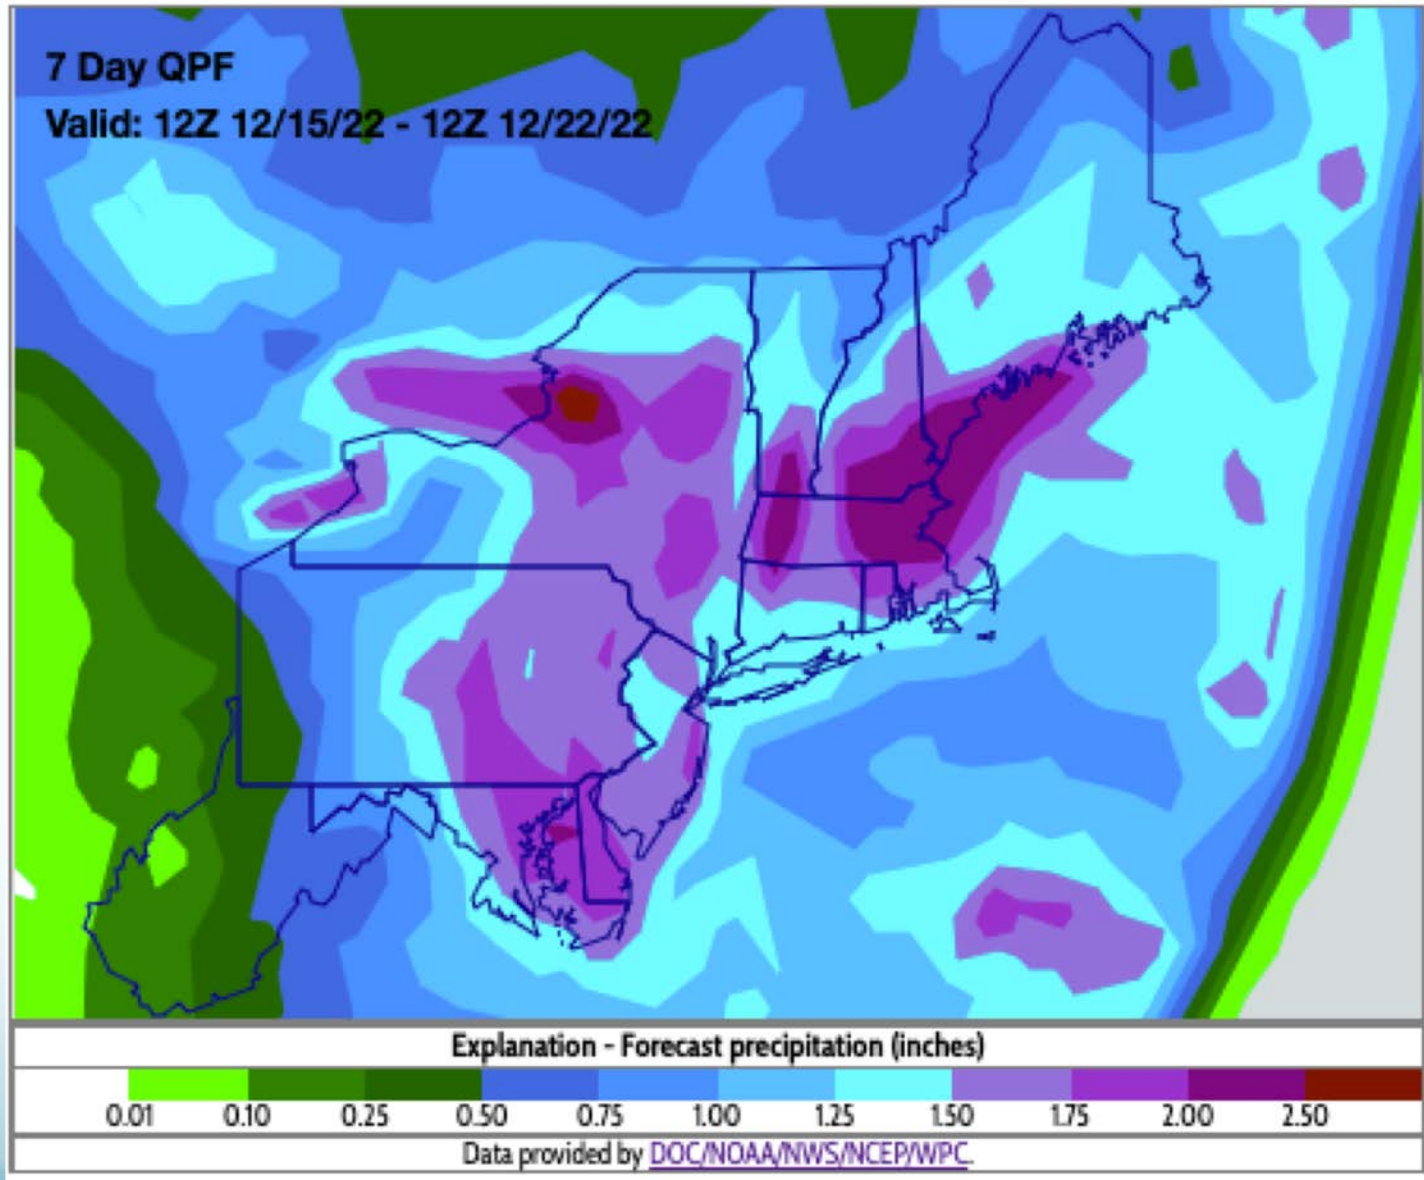 7 Day QPF
Valid: 12Z 12/15/22 - 12Z 12/22/22
Explanation - Forecast precipitation (inches)
0.01 0.10 0.25 0.50 0.75 1.00 1.25 1.50 1.75 2.00 2.50
Data provided by DOC/NOAA/NWS/NCEP/WPC.